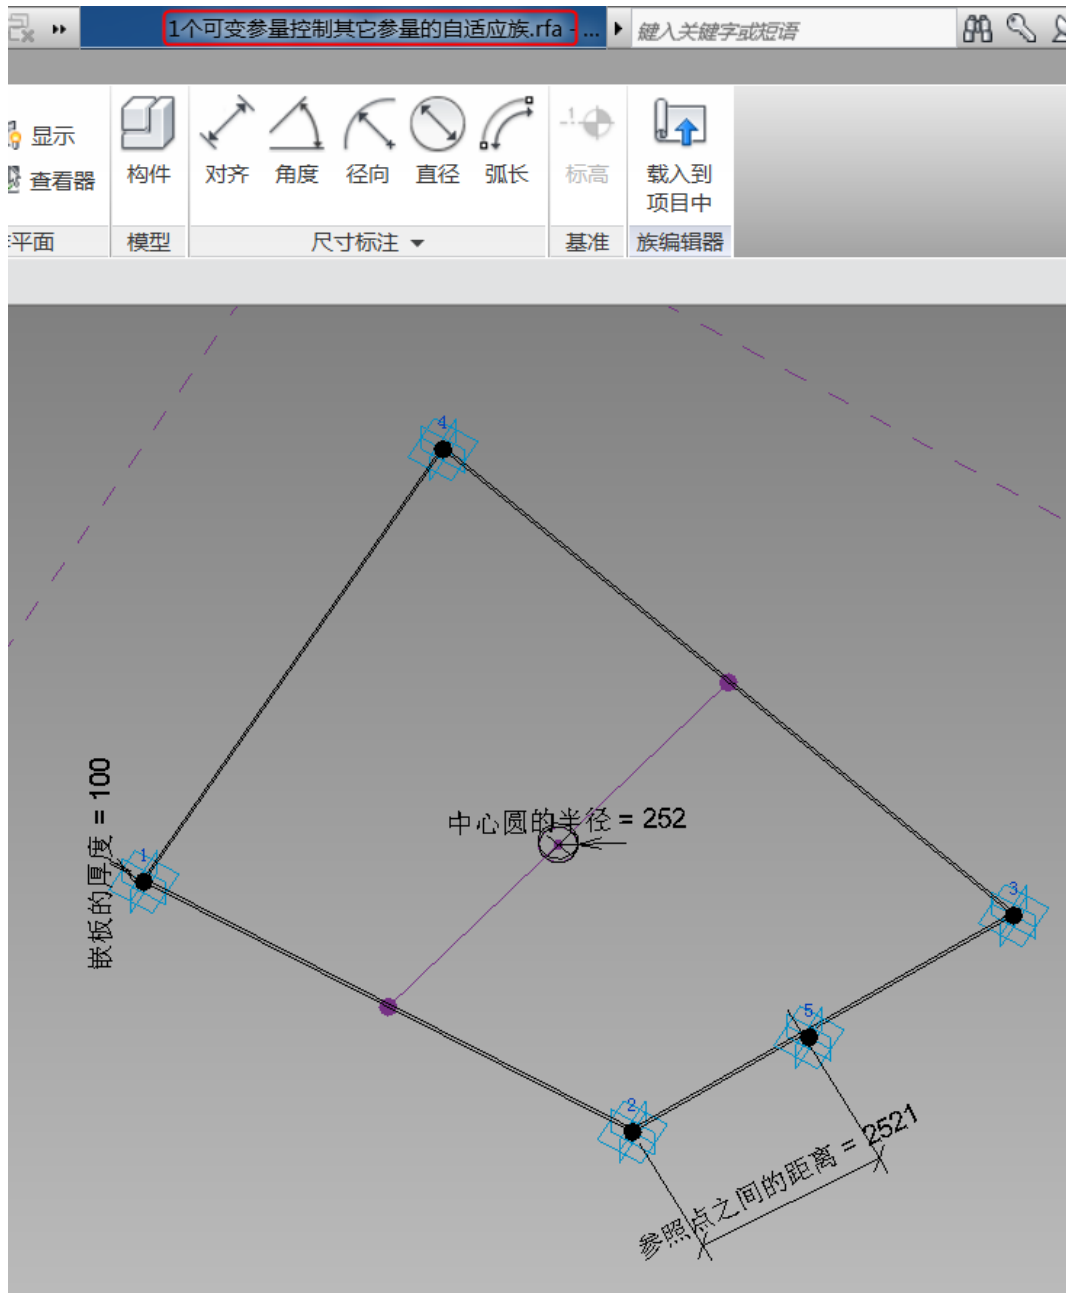 1个可变参量控制其它参量的自适应族.rfa - ...
键入关键字或短语
显示
查看器
构件
对齐
角度
径向
直径
弧长
标高
载入到
项目中
平面
模型
尺寸标注
基准
族编辑器
4
中心圆的半径 = 252
嵌板的厚度 = 100
1
3
5
2
参照点之间的距离 = 2521